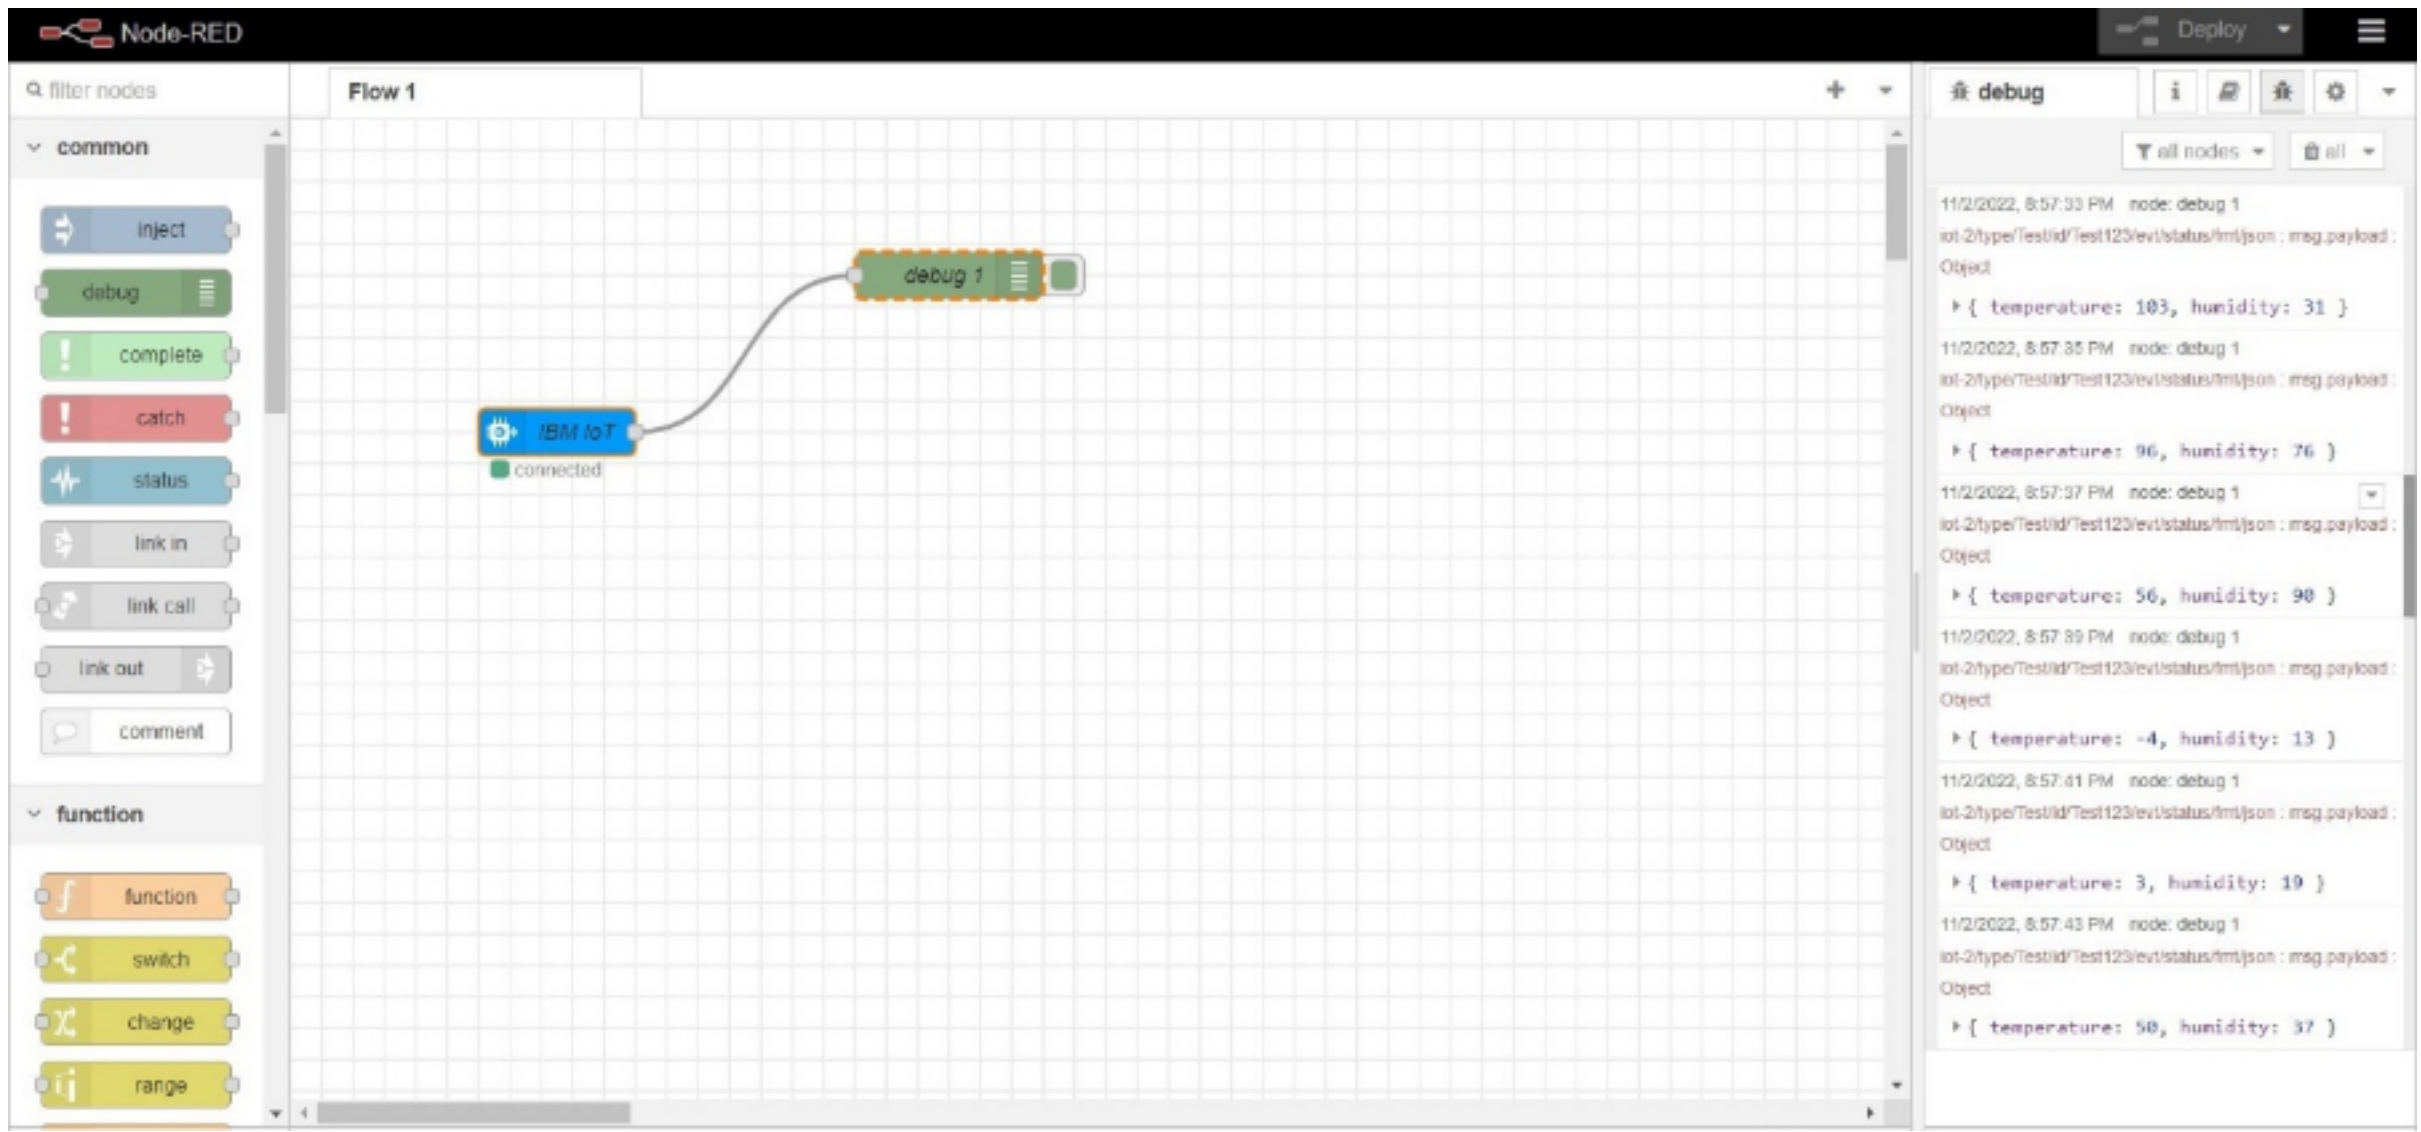 Node-RED
Deploy
filter nodes
common
inject
debug
complete
catch
status
link in
link call
link out
comment
function
function
switch
change
range
Flow 1
debug 1
IBM IoT
connected
debug
i
all nodes
all
11/2/2022, 8:57:33 PM node: debug 1
iot-2/type/Test/id/Test123/evt/status/fmt/json : msg.payload :
Object
{ temperature: 103, humidity: 31 }
11/2/2022, 8:57:35 PM node: debug 1
iot-2/type/Test/id/Test123/evt/status/fmt/json : msg.payload :
Object
{ temperature: 96, humidity: 76 }
11/2/2022, 8:57:37 PM node: debug 1
iot-2/type/Test/id/Test123/evt/status/fmt/json : msg.payload :
Object
{ temperature: 56, humidity: 90 }
11/2/2022, 8:57:39 PM node: debug 1
iot-2/type/Test/id/Test123/evt/status/fmt/json : msg.payload :
Object
{ temperature: -4, humidity: 13 }
11/2/2022, 8:57:41 PM node: debug 1
iot-2/type/Test/id/Test123/evt/status/fmt/json : msg.payload :
Object
{ temperature: 3, humidity: 19 }
11/2/2022, 8:57:43 PM node: debug 1
iot-2/type/Test/id/Test123/evt/status/fmt/json : msg.payload :
Object
{ temperature: 50, humidity: 37 }